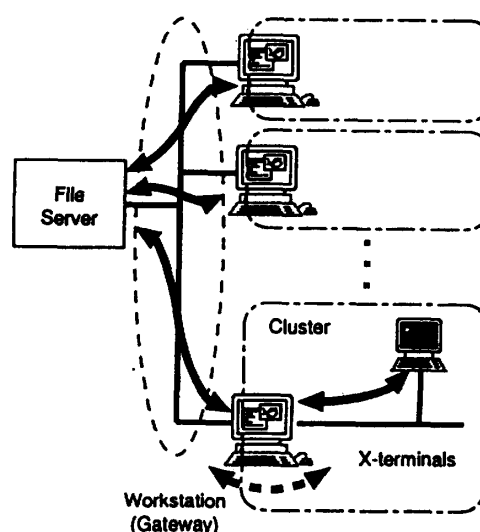 File
Server
Cluster
X-terminals
Workstation
(Gateway)